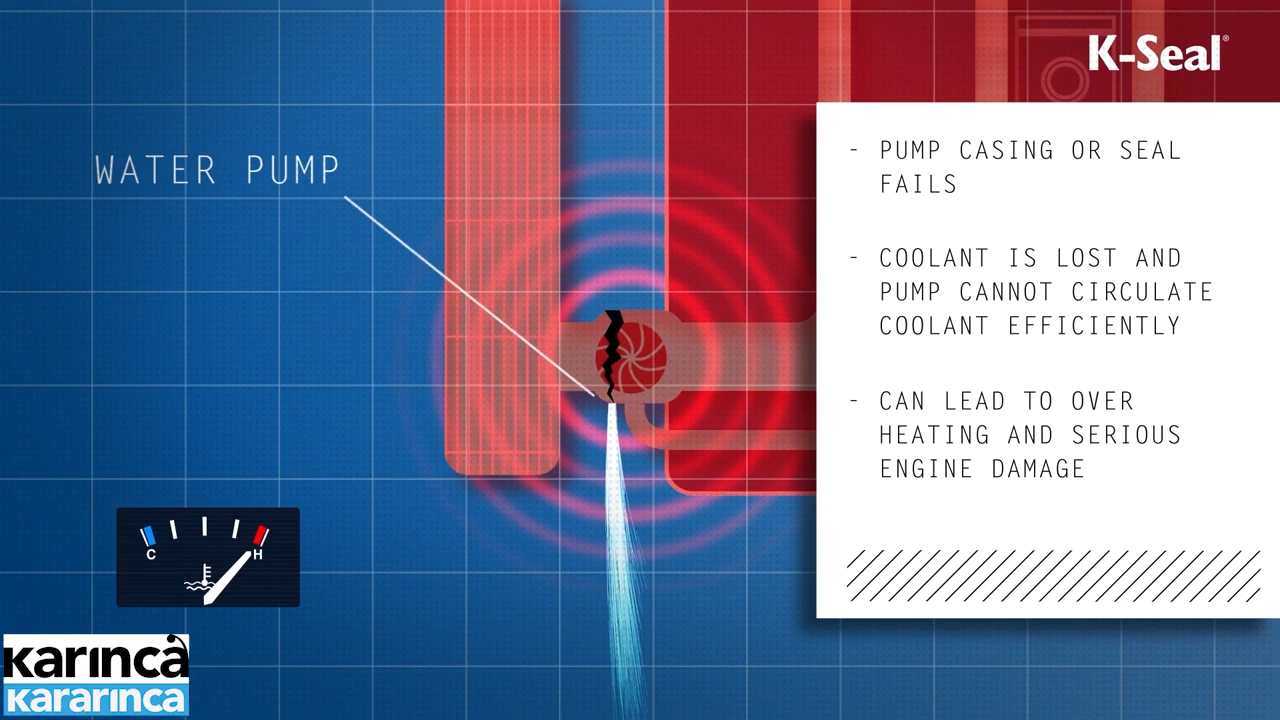 K-Seal®
WATER PUMP
- PUMP CASING OR SEAL
FAILS
- COOLANT IS LOST AND
PUMP CANNOT CIRCULATE
COOLANT EFFICIENTLY
- CAN LEAD TO OVER
HEATING AND SERIOUS
ENGINE DAMAGE
C H
karınca
kararınca